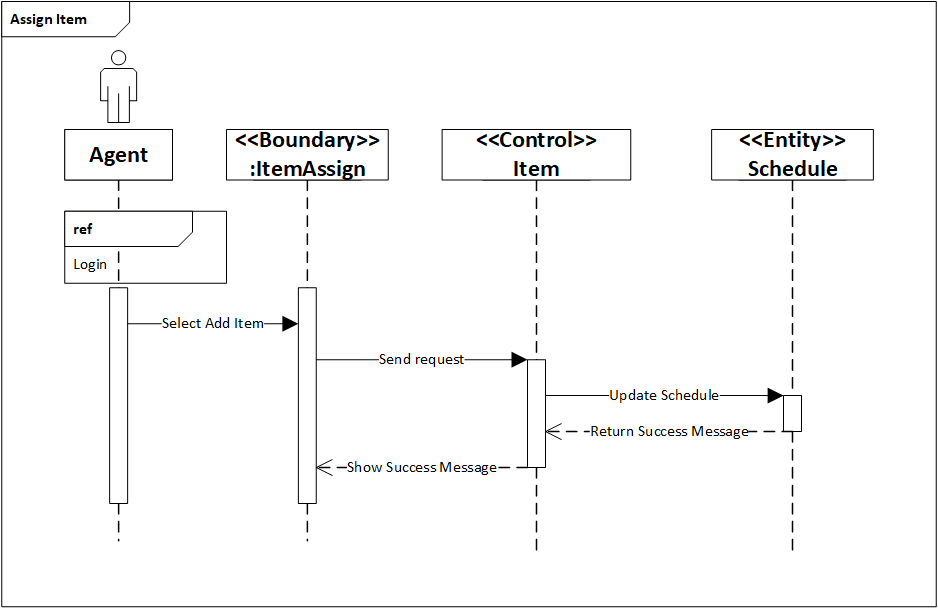 Assign Item
Agent
<<Boundary>>
:ItemAssign
<<Control>>
Item
<<Entity>>
Schedule
ref
Login
Select Add Item
Send request
Update Schedule
Return Success Message
Show Success Message